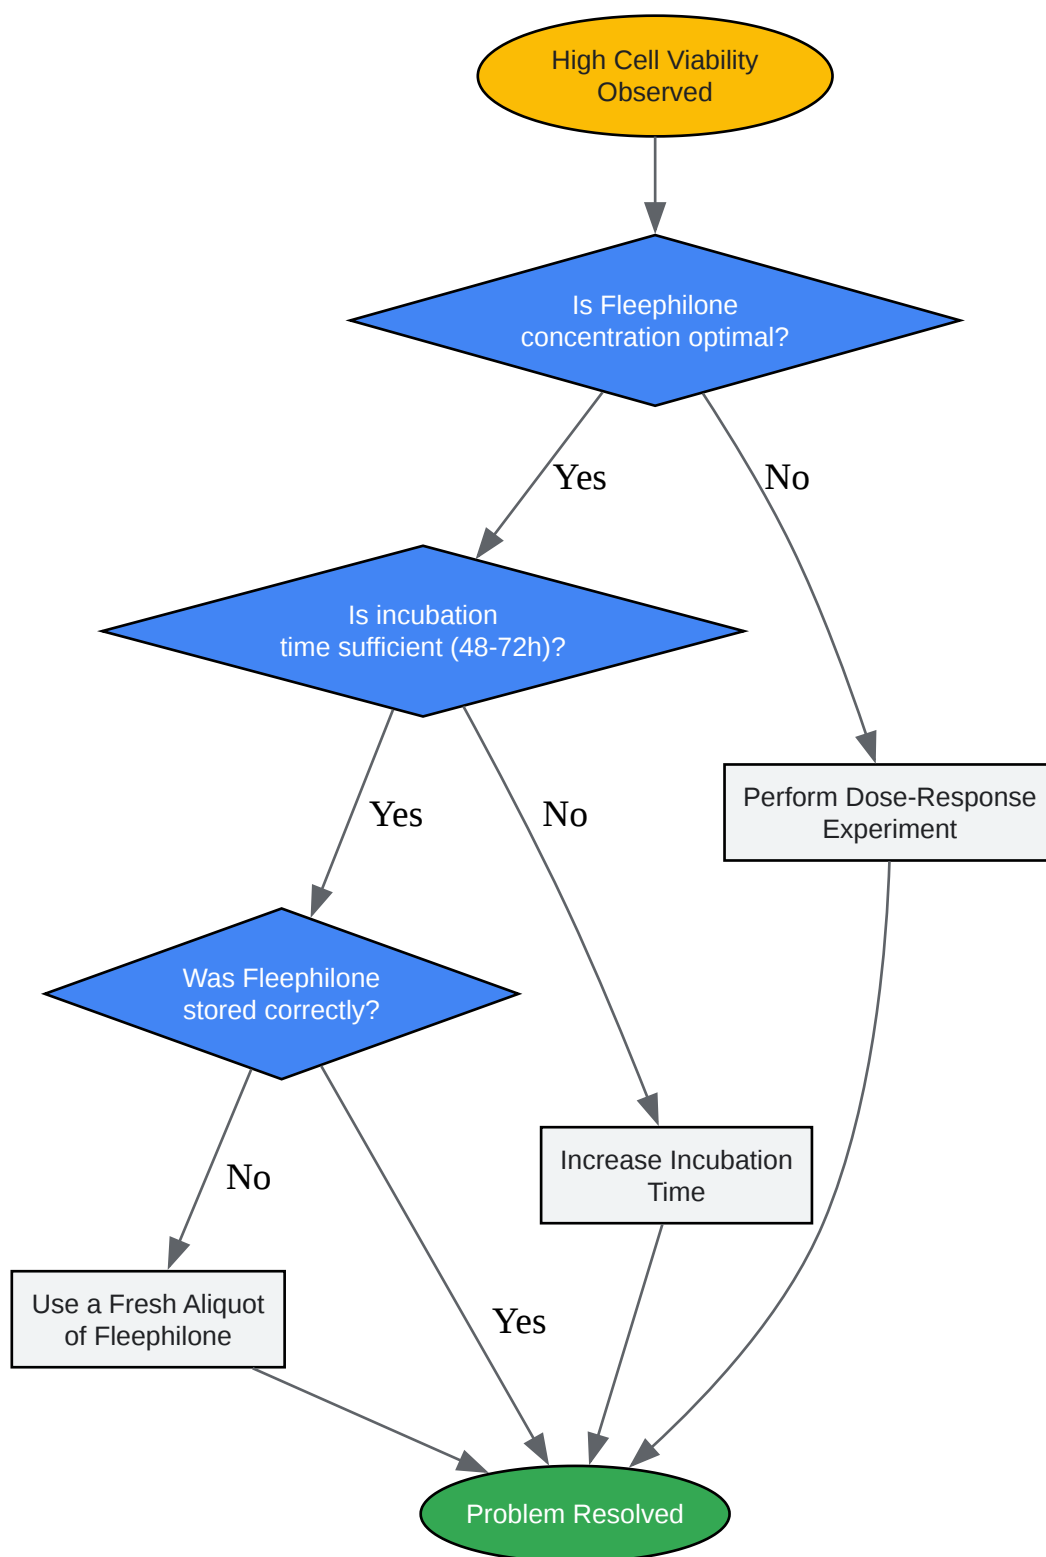 High Cell Viability
Observed
Is Fleephilone
concentration optimal?
Yes
No
Is incubation
time sufficient (48-72h)?
Perform Dose-Response
Experiment
Yes
No
Was Fleephilone
stored correctly?
Increase Incubation
Time
No
Use a Fresh Aliquot
of Fleephilone
Yes
Problem Resolved